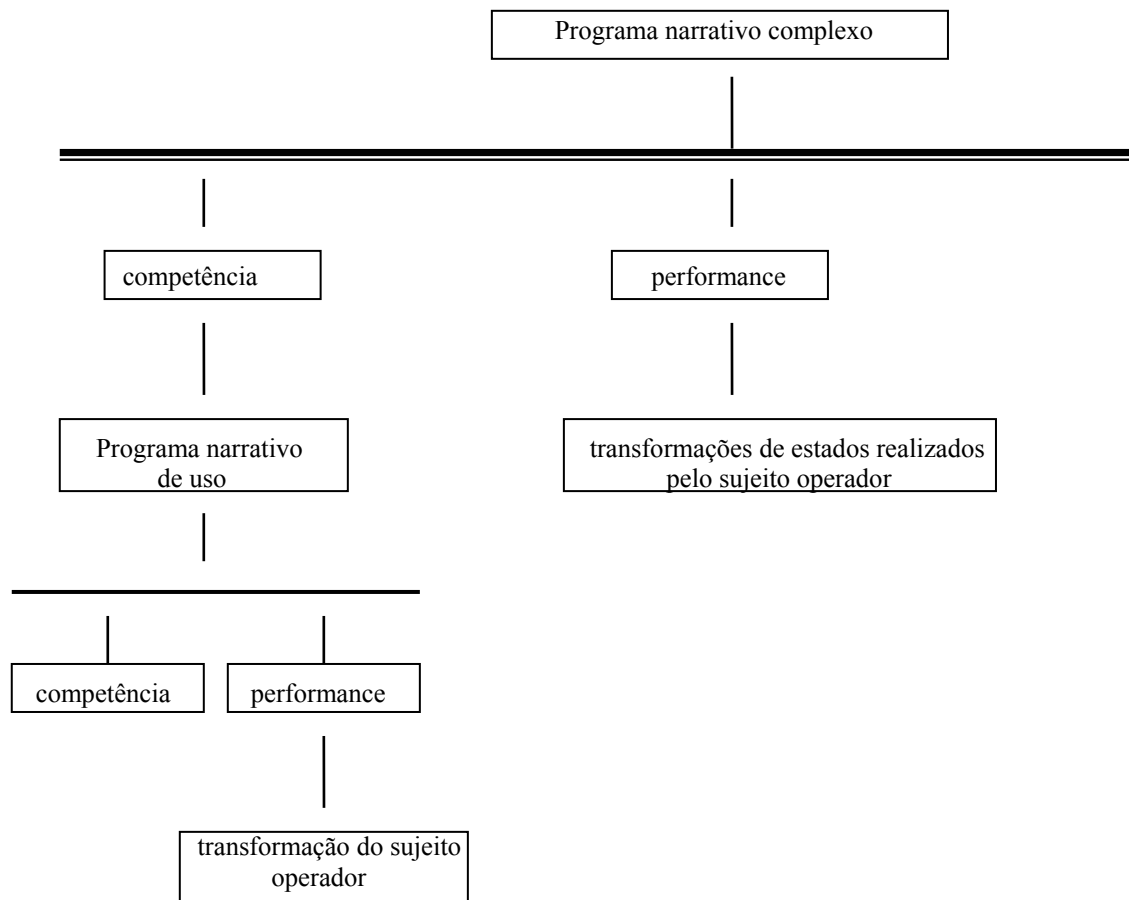 Programa narrativo complexo
competência
performance
Programa narrativo
de uso
transformações de estados realizados
pelo sujeito operador
competência
performance
transformação do sujeito
operador